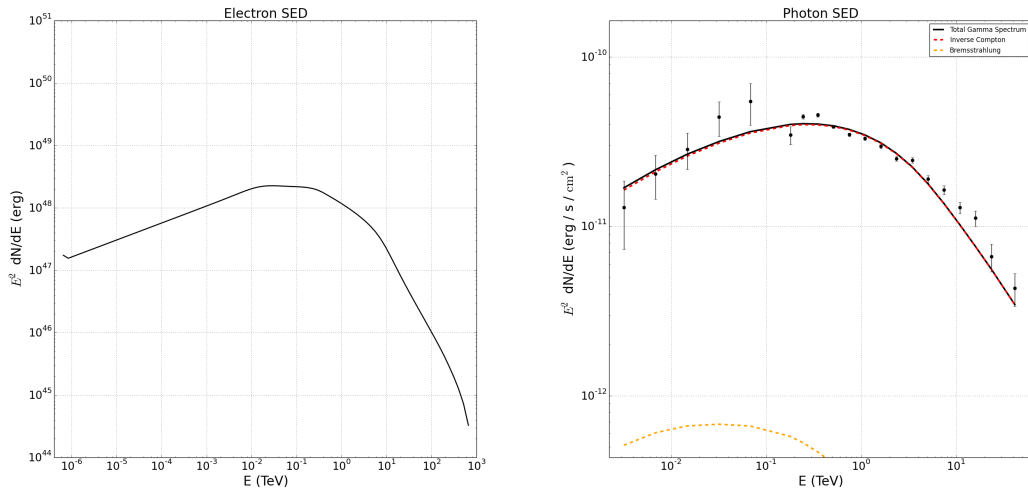 Electron SED
10^51
10^50
10^49
10^48
10^47
10^46
10^45
10^44
E^2 dN/dE (erg)
10^-6 10^-5 10^-4 10^-3 10^-2 10^-1 10^0 10^1 10^2 10^3
E (TeV)
Photon SED
Total Gamma Spectrum
Inverse Compton
Bremsstrahlung
10^-10
10^-11
10^-12
E^2 dN/dE (erg / s / cm^2)
10^-2 10^-1 10^0 10^1
E (TeV)